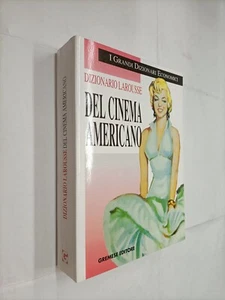 I GRANDI DIZIONARI ECONOMICI
DIZIONARIO LAROUSSE
DEL CINEMA
AMERICANO
GREMESE EDITORE
DIZIONARIO LAROUSSE DEL CINEMA AMERICANO